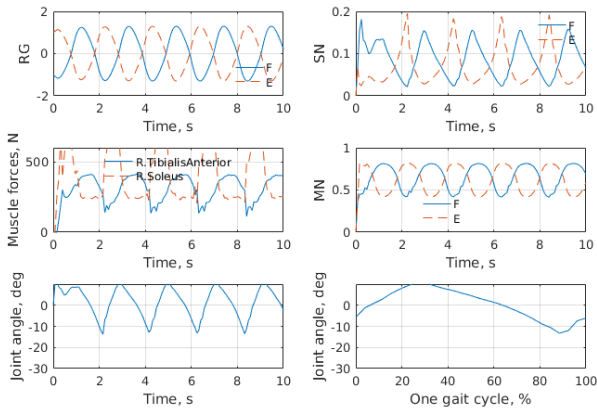 2
0
-2
RG
0 2 4 6 8 10
Time, s
F
E
0.2
0.1
0
SN
0 2 4 6 8 10
Time, s
F
E
500
0
Muscle forces, N
0 2 4 6 8 10
Time, s
R.TibialisAnterior
R.Soleus
1
0.5
0
MN
0 2 4 6 8 10
Time, s
F
E
0
-10
-20
-30
Joint angle, deg
0 2 4 6 8 10
Time, s
0
-10
-20
-30
Joint angle, deg
0 20 40 60 80 100
One gait cycle, %